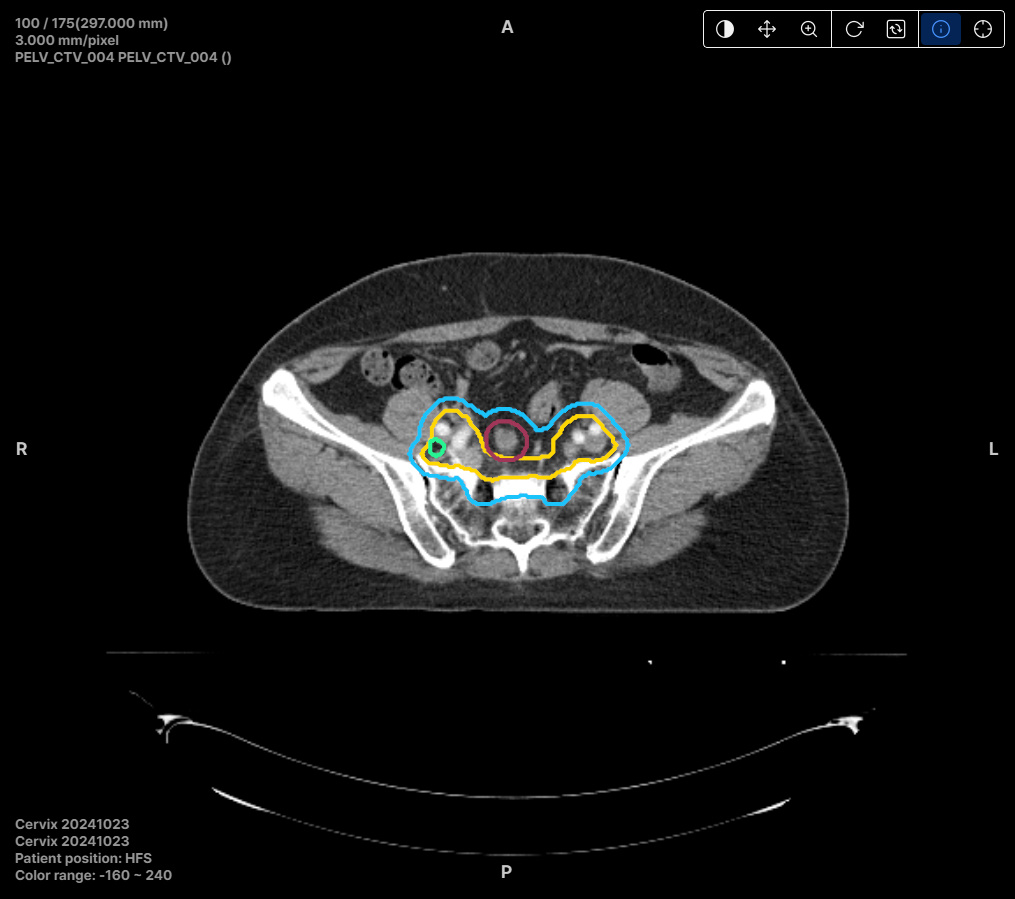 100 / 175(297.000 mm)
3.000 mm/pixel
PELV_CTV_004 PELV_CTV_004 ()
A
R
L
Cervix 20241023
Cervix 20241023
Patient position: HFS
Color range: -160 ~ 240
P